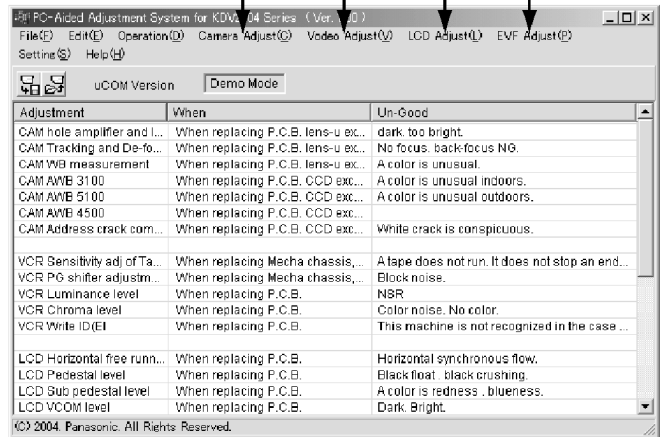 PC-Aided Adjustment System for KDV2 04 Series ( Ver. 0 )
File(F) Edit(E) Operation(D) Camera Adjust(C) Vodeo Adjust(V) LCD Adjust(L) EVF Adjust(P)
Setting(S) Help(H)
uCOM Version Demo Mode
Adjustment When Un-Good
CAM hole amplifier and i... When replacing P.C.B. lens-u ex... dark. too bright.
CAM Tracking and De-fo... When replacing P.C.B. lens-u ex... No focus. back-focus NG.
CAM WB measurement When replacing P.C.B. lens-u ex... A color is unusual.
CAM AWB 3100 When replacing P.C.B. CCD exc... A color is unusual indoors.
CAM AWB 5100 When replacing P.C.B. CCD exc... A color is unusual outdoors.
CAM AWB 4500 When replacing P.C.B. CCD exc...
CAM Address crack com... When replacing P.C.B. CCD exc... White crack is conspicuous.
VCR Sensitivity adj of Ta... When replacing Mecha chassis,... A tape does not run. It does not stop an end...
VCR PG shifter adjustm... When replacing Mecha chassis,... Block noise.
VCR Luminance level When replacing P.C.B. NSR
VCR Chroma level When replacing P.C.B. Color noise. No color.
VCR Write ID(EI When replacing P.C.B. This machine is not recognized in the case ...
LCD Horizontal free runn... When replacing P.C.B. Horizontal synchronous flow.
LCD Pedestal level When replacing P.C.B. Black float . black crushing.
LCD Sub pedestal level When replacing P.C.B. A color is redness . blueness.
LCD VCOM level When replacing P.C.B. Dark. Bright.
(C) 2004. Panasonic. All Rights Reserved.